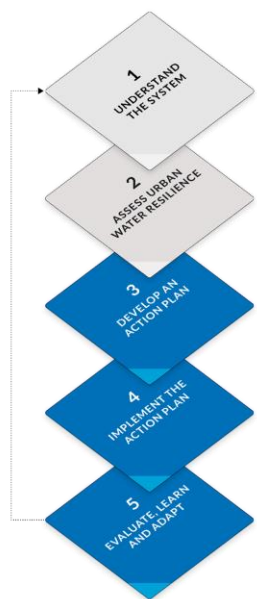 1
UNDERSTAND
THE SYSTEM
2
ASSESS URBAN
WATER RESILIENCE
3
DEVELOP AN
ACTION PLAN
4
IMPLEMENT THE
ACTION PLAN
5
EVALUATE, LEARN
AND ADAPT